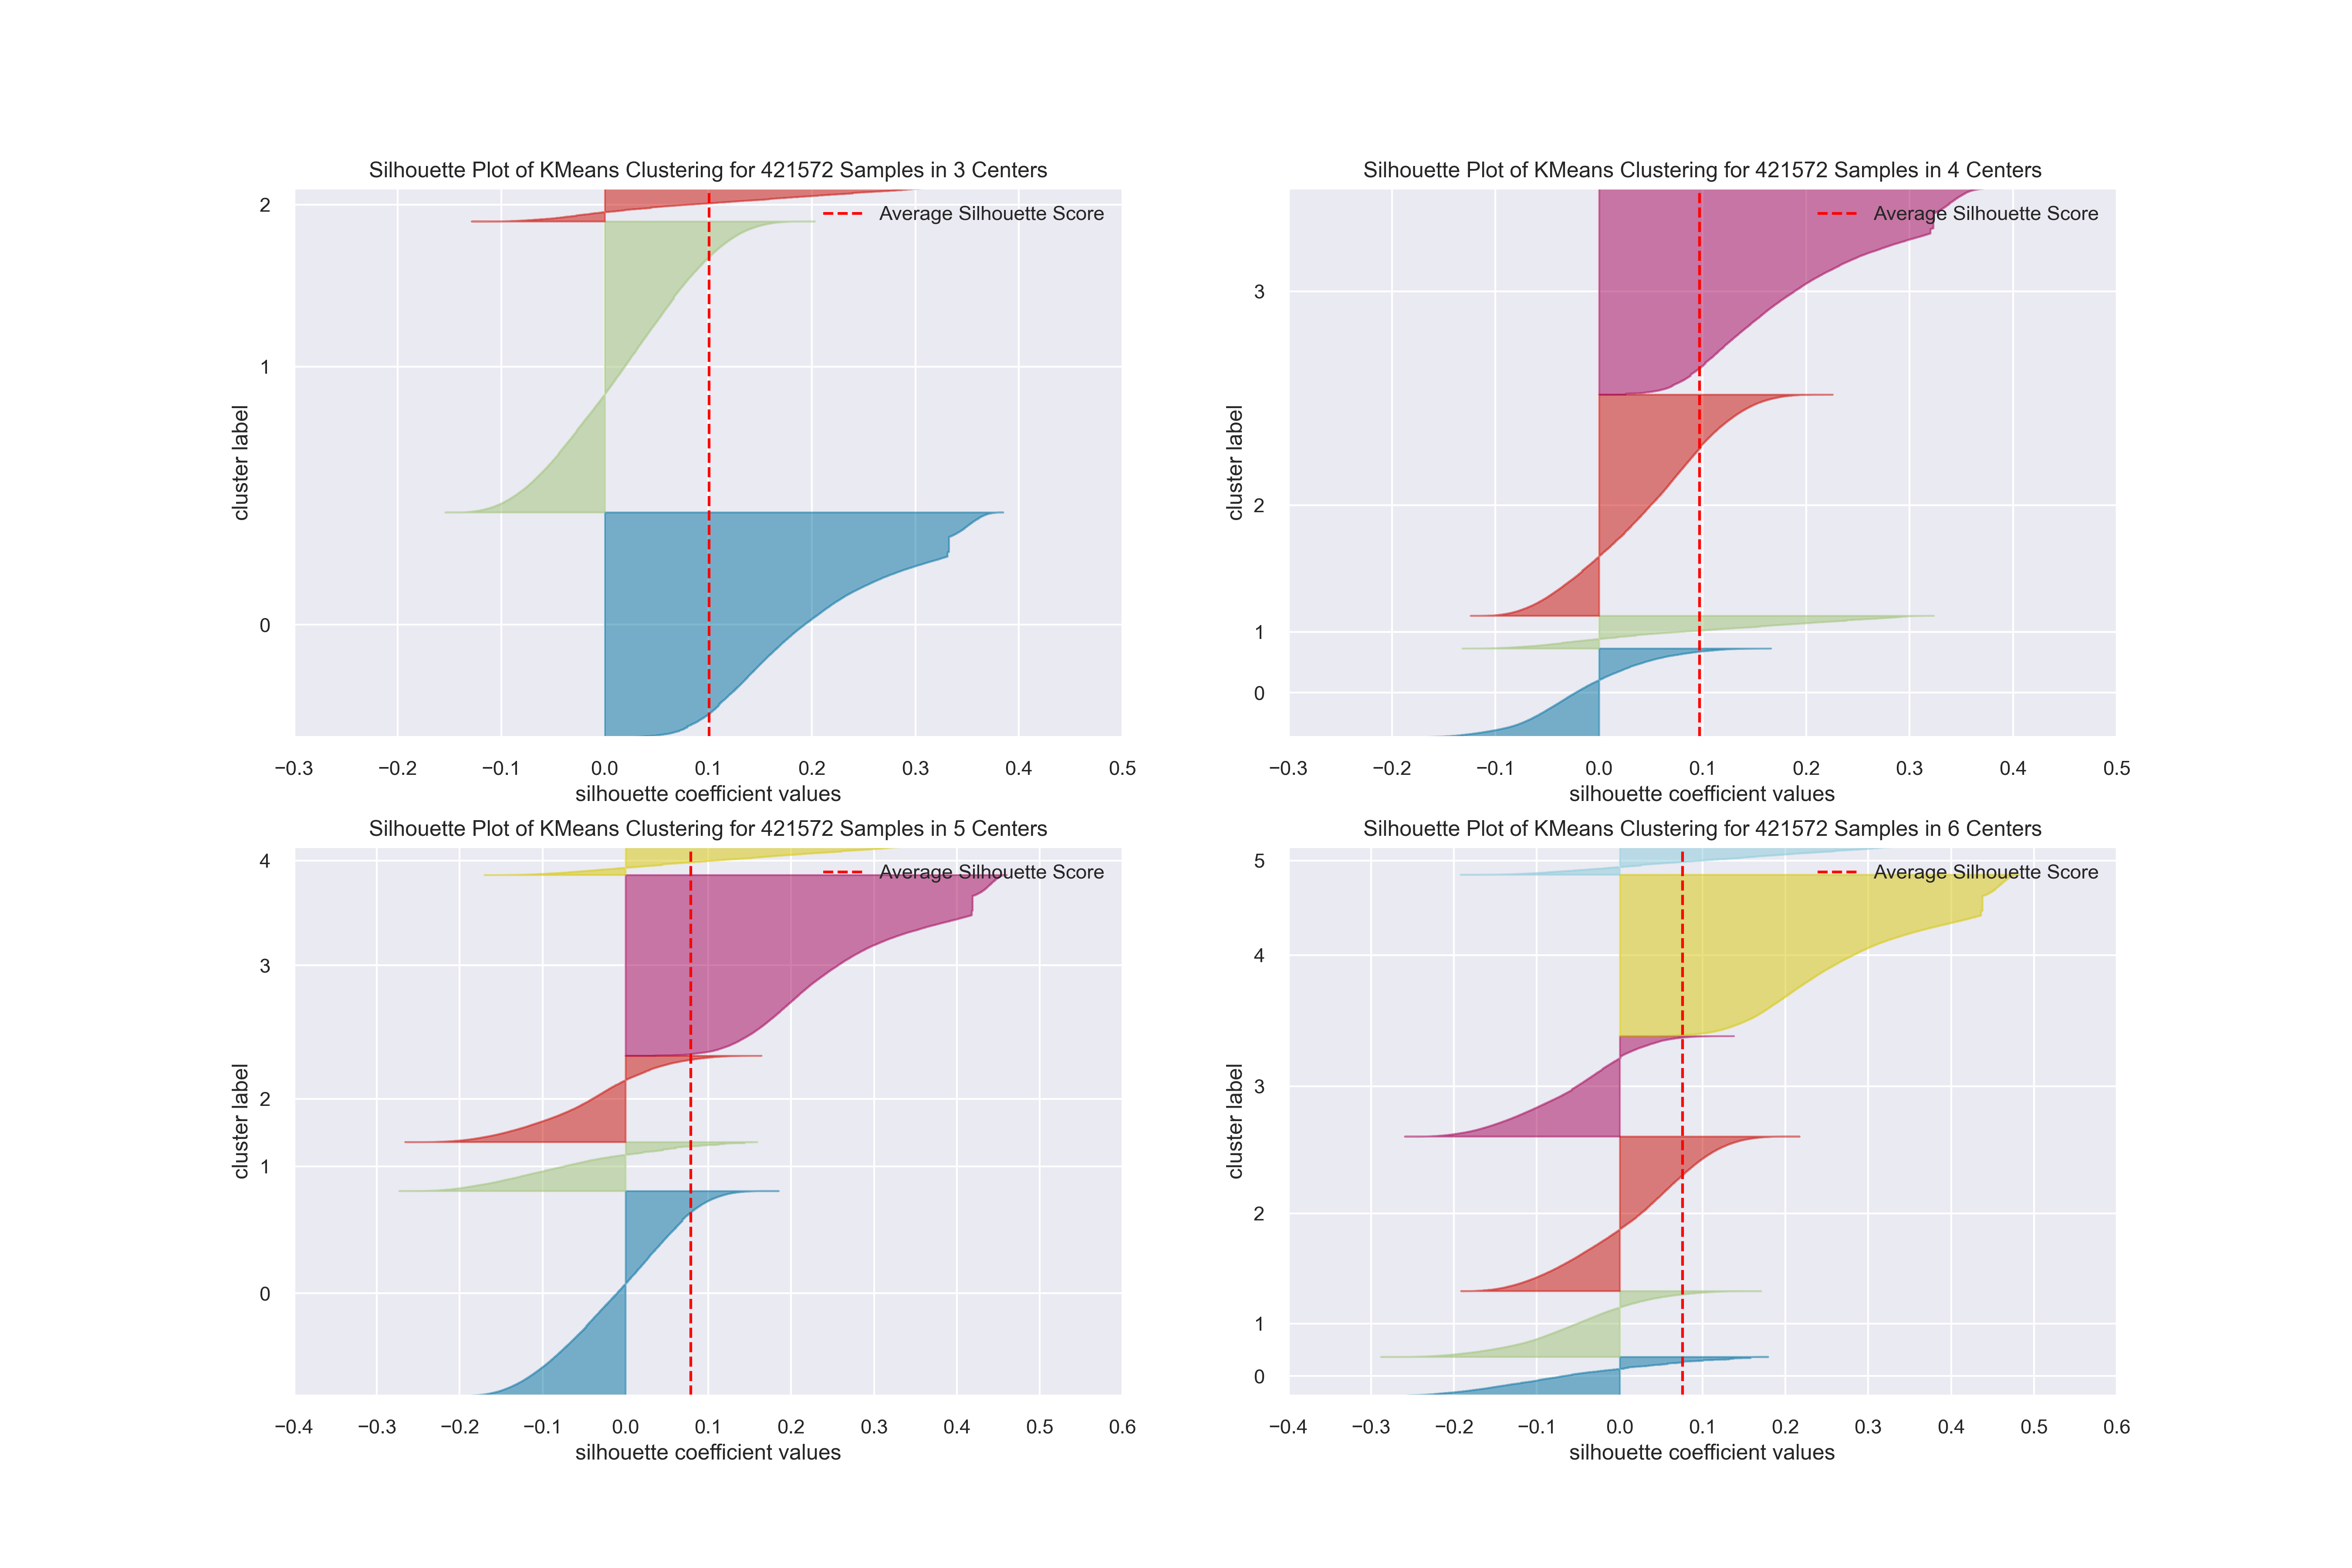 Silhouette Plot of KMeans Clustering for 421572 Samples in 3 Centers
2
1
0
cluster label
Average Silhouette Score
−0.3 −0.2 −0.1 0.0 0.1 0.2 0.3 0.4 0.5
silhouette coefficient values
Silhouette Plot of KMeans Clustering for 421572 Samples in 4 Centers
3
2
1
0
cluster label
Average Silhouette Score
−0.3 −0.2 −0.1 0.0 0.1 0.2 0.3 0.4 0.5
silhouette coefficient values
Silhouette Plot of KMeans Clustering for 421572 Samples in 5 Centers
4
3
2
1
0
cluster label
Average Silhouette Score
−0.4 −0.3 −0.2 −0.1 0.0 0.1 0.2 0.3 0.4 0.5 0.6
silhouette coefficient values
Silhouette Plot of KMeans Clustering for 421572 Samples in 6 Centers
5
4
3
2
1
0
cluster label
Average Silhouette Score
−0.4 −0.3 −0.2 −0.1 0.0 0.1 0.2 0.3 0.4 0.5 0.6
silhouette coefficient values